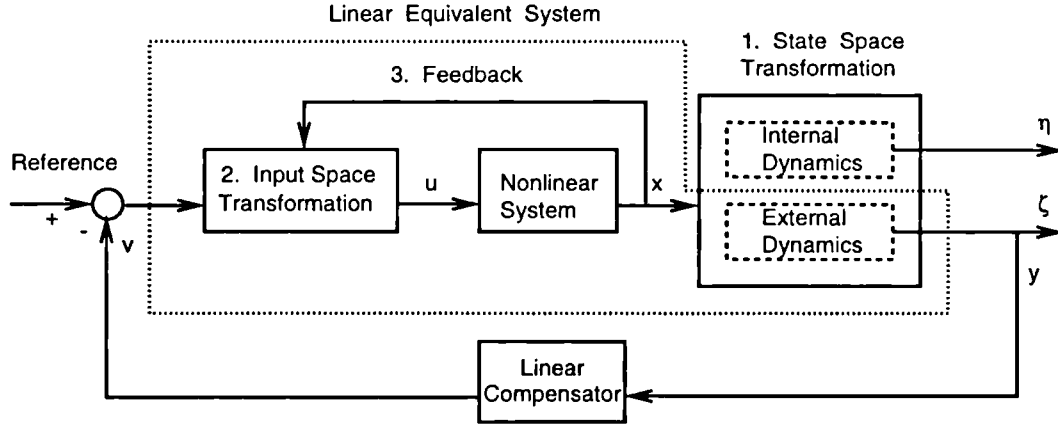 Linear Equivalent System
1. State Space
Transformation
3. Feedback
Internal
Dynamics
η
Reference
2. Input Space
Transformation
u
Nonlinear
System
x
External
Dynamics
ζ
+
-
v
y
Linear
Compensator